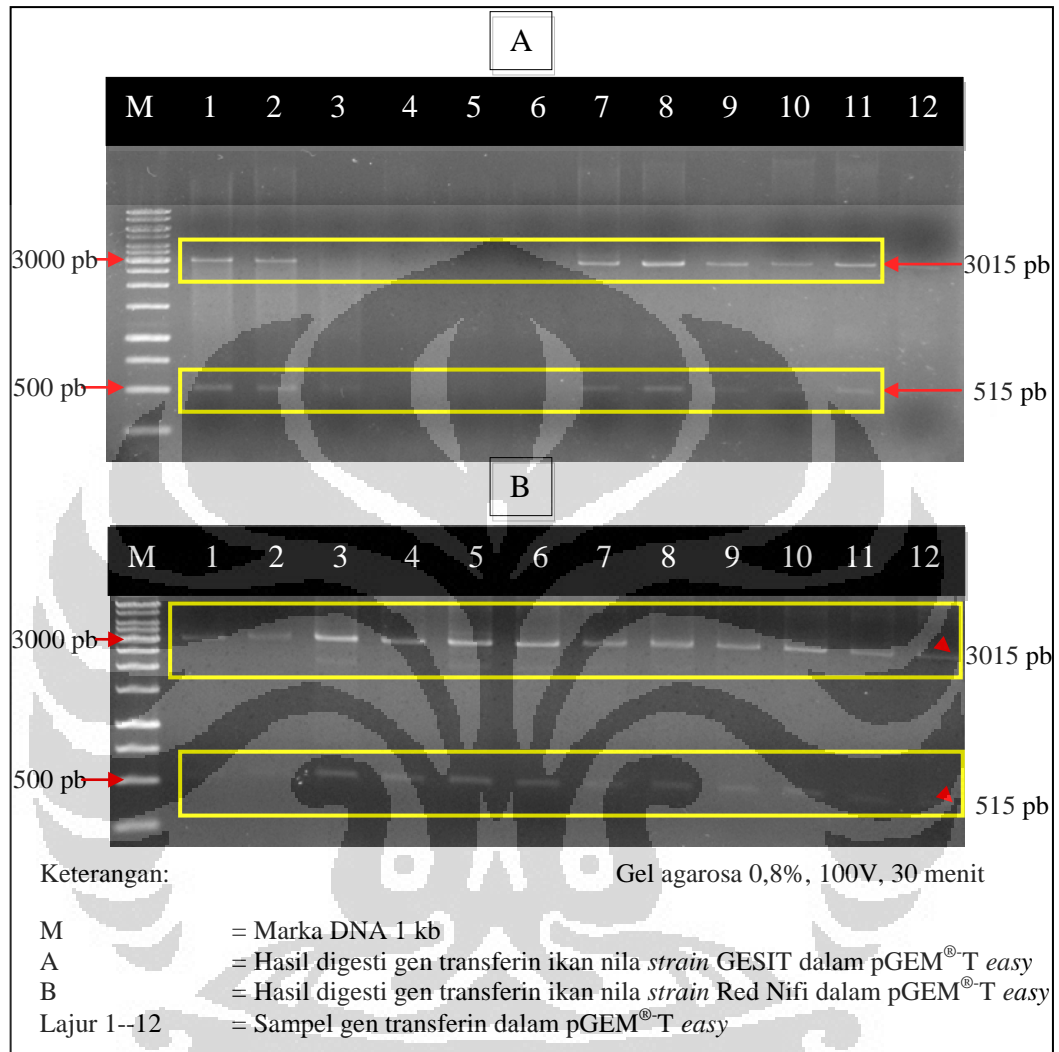 A
M 1 2 3 4 5 6 7 8 9 10 11 12
3000 pb
3015 pb
500 pb
515 pb
B
M 1 2 3 4 5 6 7 8 9 10 11 12
3000 pb
3015 pb
500 pb
515 pb
Keterangan: Gel agarosa 0,8%, 100V, 30 menit
M = Marka DNA 1 kb
A = Hasil digesti gen transferin ikan nila strain GESIT dalam pGEM®-T easy
B = Hasil digesti gen transferin ikan nila strain Red Nifi dalam pGEM®-T easy
Lajur 1--12 = Sampel gen transferin dalam pGEM®-T easy